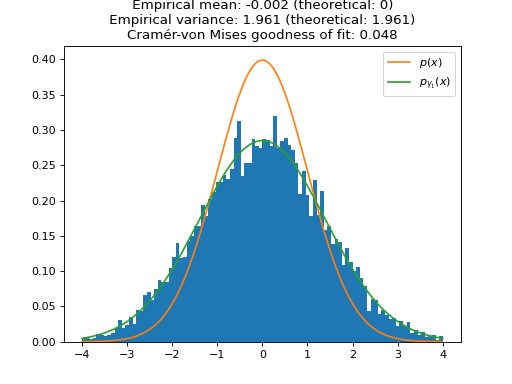 Empirical mean: -0.002 (theoretical: 0)
Empirical variance: 1.961 (theoretical: 1.961)
Cramér-von Mises goodness of fit: 0.048
p(x)
pγ₁(x)
0.40
0.35
0.30
0.25
0.20
0.15
0.10
0.05
0.00
−4 −3 −2 −1 0 1 2 3 4